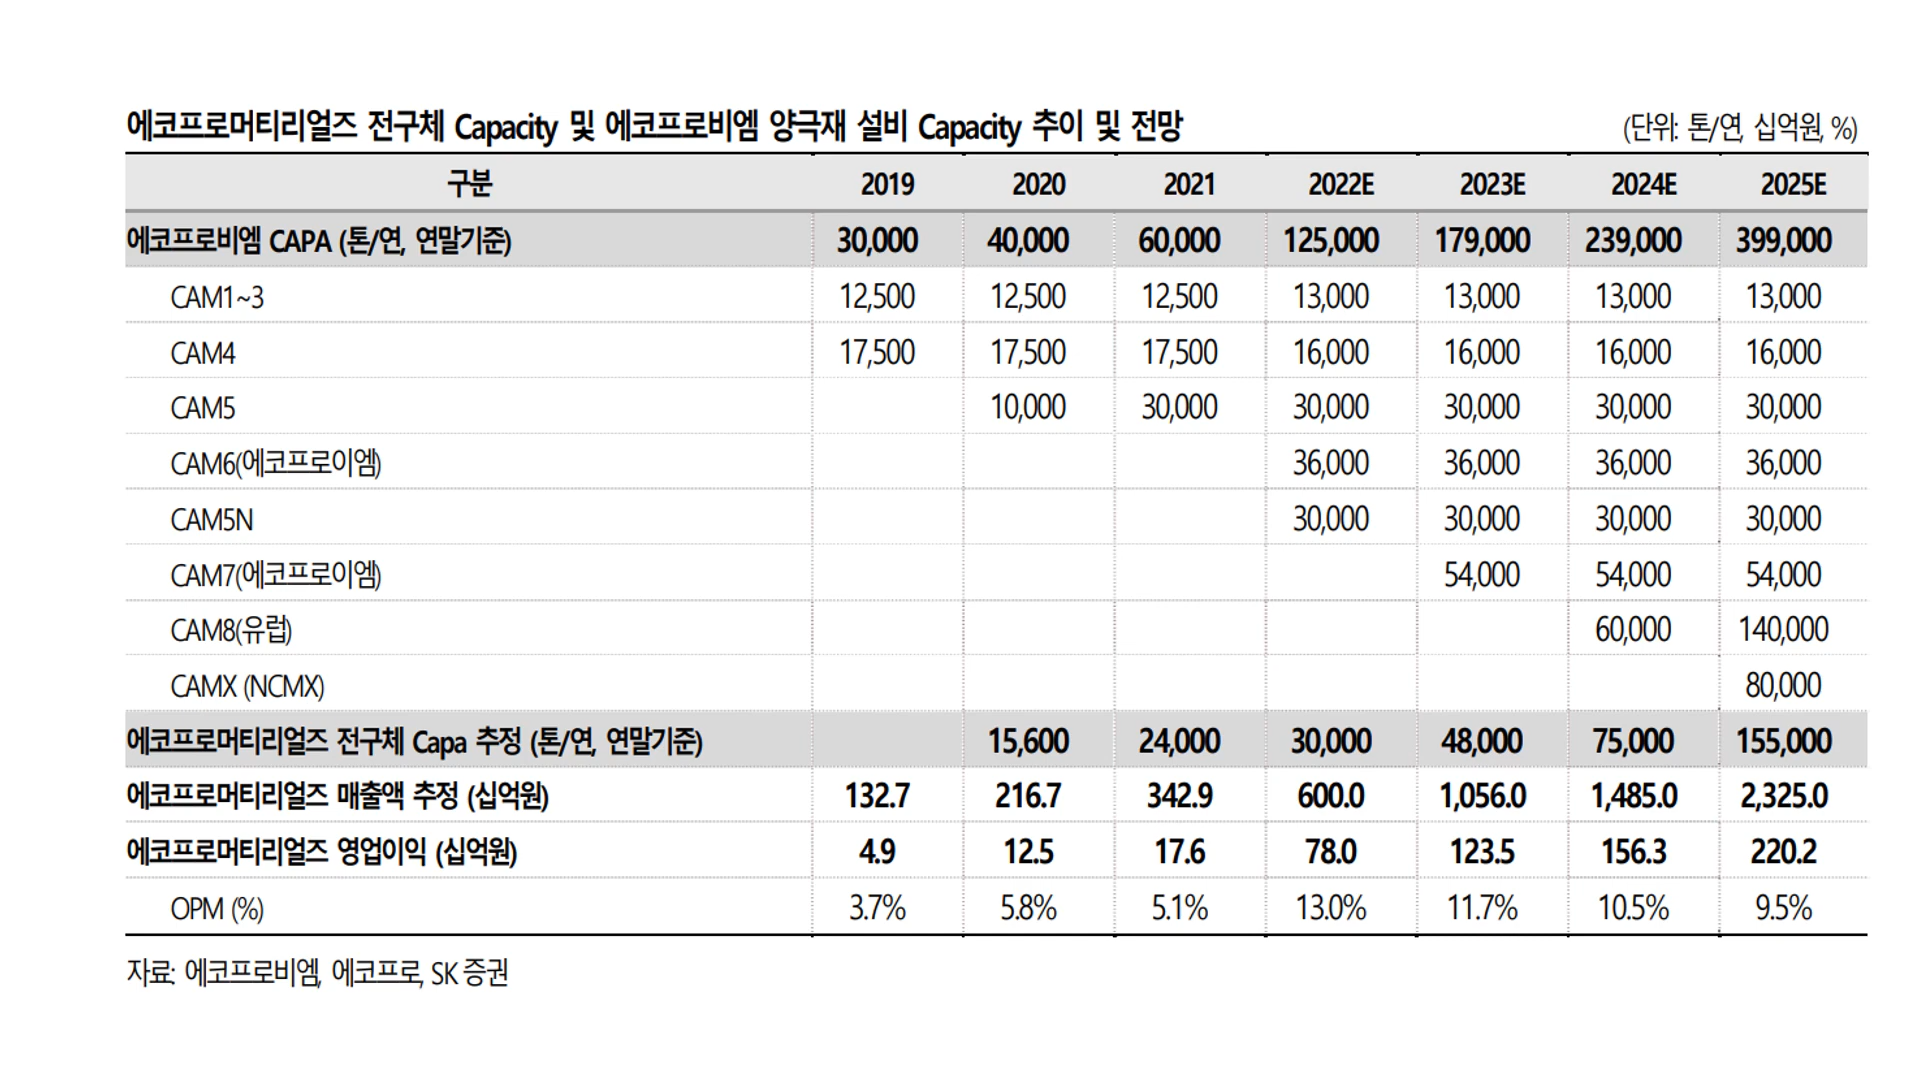 에코프로머티리얼즈 전구체 Capacity 및 에코프로비엠 양극재 설비 Capacity 추이 및 전망 (단위: 톤/연, 십억원, %)
구분 2019 2020 2021 2022E 2023E 2024E 2025E
에코프로비엠 CAPA (톤/연, 연말기준) 30,000 40,000 60,000 125,000 179,000 239,000 399,000
CAM1~3 12,500 12,500 12,500 13,000 13,000 13,000 13,000
CAM4 17,500 17,500 17,500 16,000 16,000 16,000 16,000
CAM5 10,000 30,000 30,000 30,000 30,000 30,000
CAM6(에코프로이엠) 36,000 36,000 36,000 36,000
CAM5N 30,000 30,000 30,000 30,000
CAM7(에코프로이엠) 54,000 54,000 54,000
CAM8(유럽) 60,000 140,000
CAMX (NCMX) 80,000
에코프로머티리얼즈 전구체 Capa 추정 (톤/연, 연말기준) 15,600 24,000 30,000 48,000 75,000 155,000
에코프로머티리얼즈 매출액 추정 (십억원) 132.7 216.7 342.9 600.0 1,056.0 1,485.0 2,325.0
에코프로머티리얼즈 영업이익 (십억원) 4.9 12.5 17.6 78.0 123.5 156.3 220.2
OPM (%) 3.7% 5.8% 5.1% 13.0% 11.7% 10.5% 9.5%
자료: 에코프로비엠, 에코프로, SK 증권